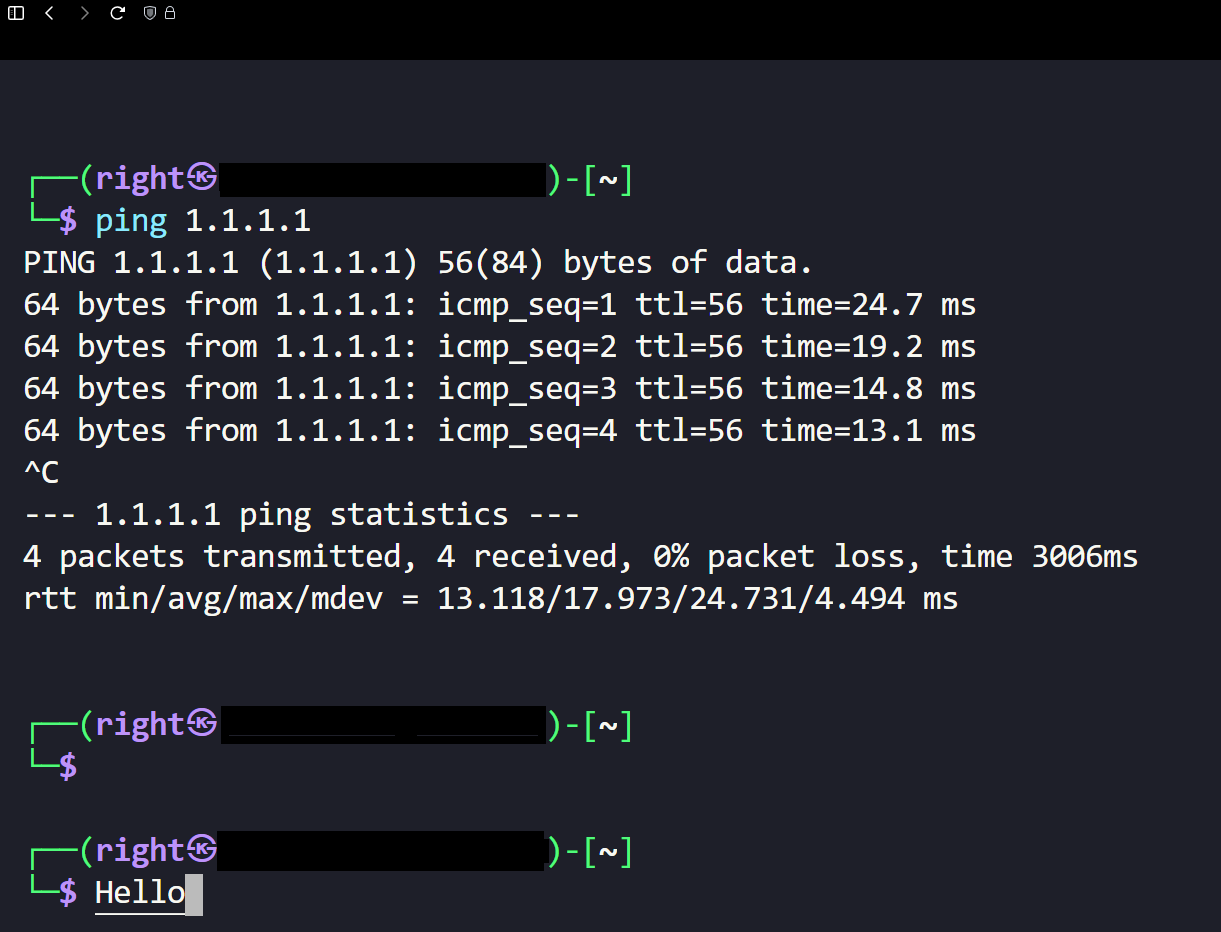 ┌──(right㉿)-[~]
└─$ ping 1.1.1.1
PING 1.1.1.1 (1.1.1.1) 56(84) bytes of data.
64 bytes from 1.1.1.1: icmp_seq=1 ttl=56 time=24.7 ms
64 bytes from 1.1.1.1: icmp_seq=2 ttl=56 time=19.2 ms
64 bytes from 1.1.1.1: icmp_seq=3 ttl=56 time=14.8 ms
64 bytes from 1.1.1.1: icmp_seq=4 ttl=56 time=13.1 ms
^C
--- 1.1.1.1 ping statistics ---
4 packets transmitted, 4 received, 0% packet loss, time 3006ms
rtt min/avg/max/mdev = 13.118/17.973/24.731/4.494 ms
┌──(right㉿)-[~]
└─$
┌──(right㉿)-[~]
└─$ Hello